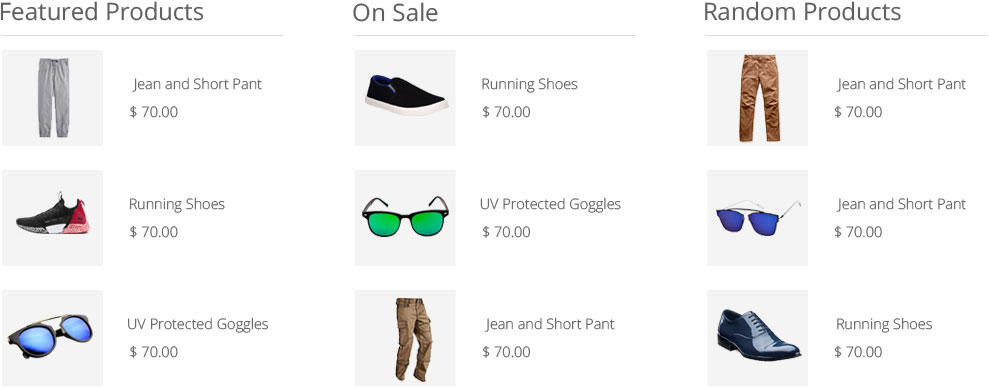 Featured Products
Jean and Short Pant
$ 70.00
Running Shoes
$ 70.00
UV Protected Goggles
$ 70.00
On Sale
Running Shoes
$ 70.00
UV Protected Goggles
$ 70.00
Jean and Short Pant
$ 70.00
Random Products
Jean and Short Pant
$ 70.00
Jean and Short Pant
$ 70.00
Running Shoes
$ 70.00